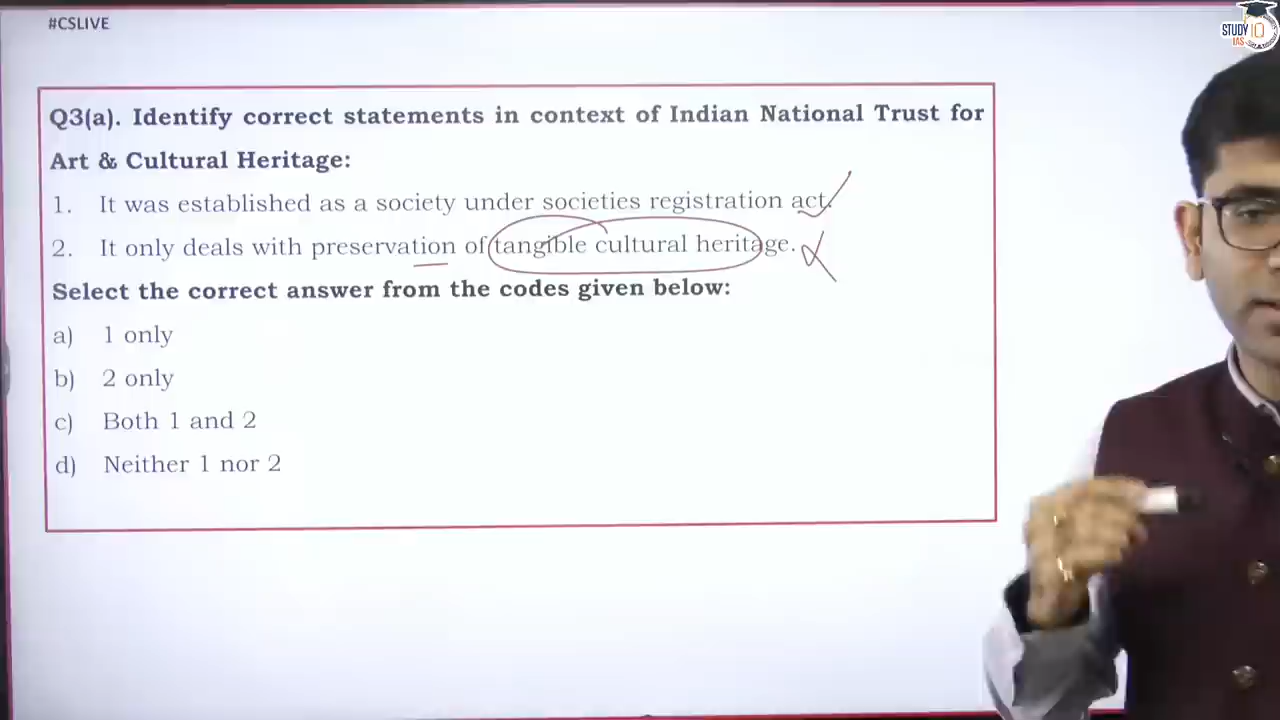 #CSLIVE
STUDY IQ
IAS
Q3(a). Identify correct statements in context of Indian National Trust for
Art & Cultural Heritage:
1. It was established as a society under societies registration act.
2. It only deals with preservation of tangible cultural heritage.
Select the correct answer from the codes given below:
a) 1 only
b) 2 only
c) Both 1 and 2
d) Neither 1 nor 2